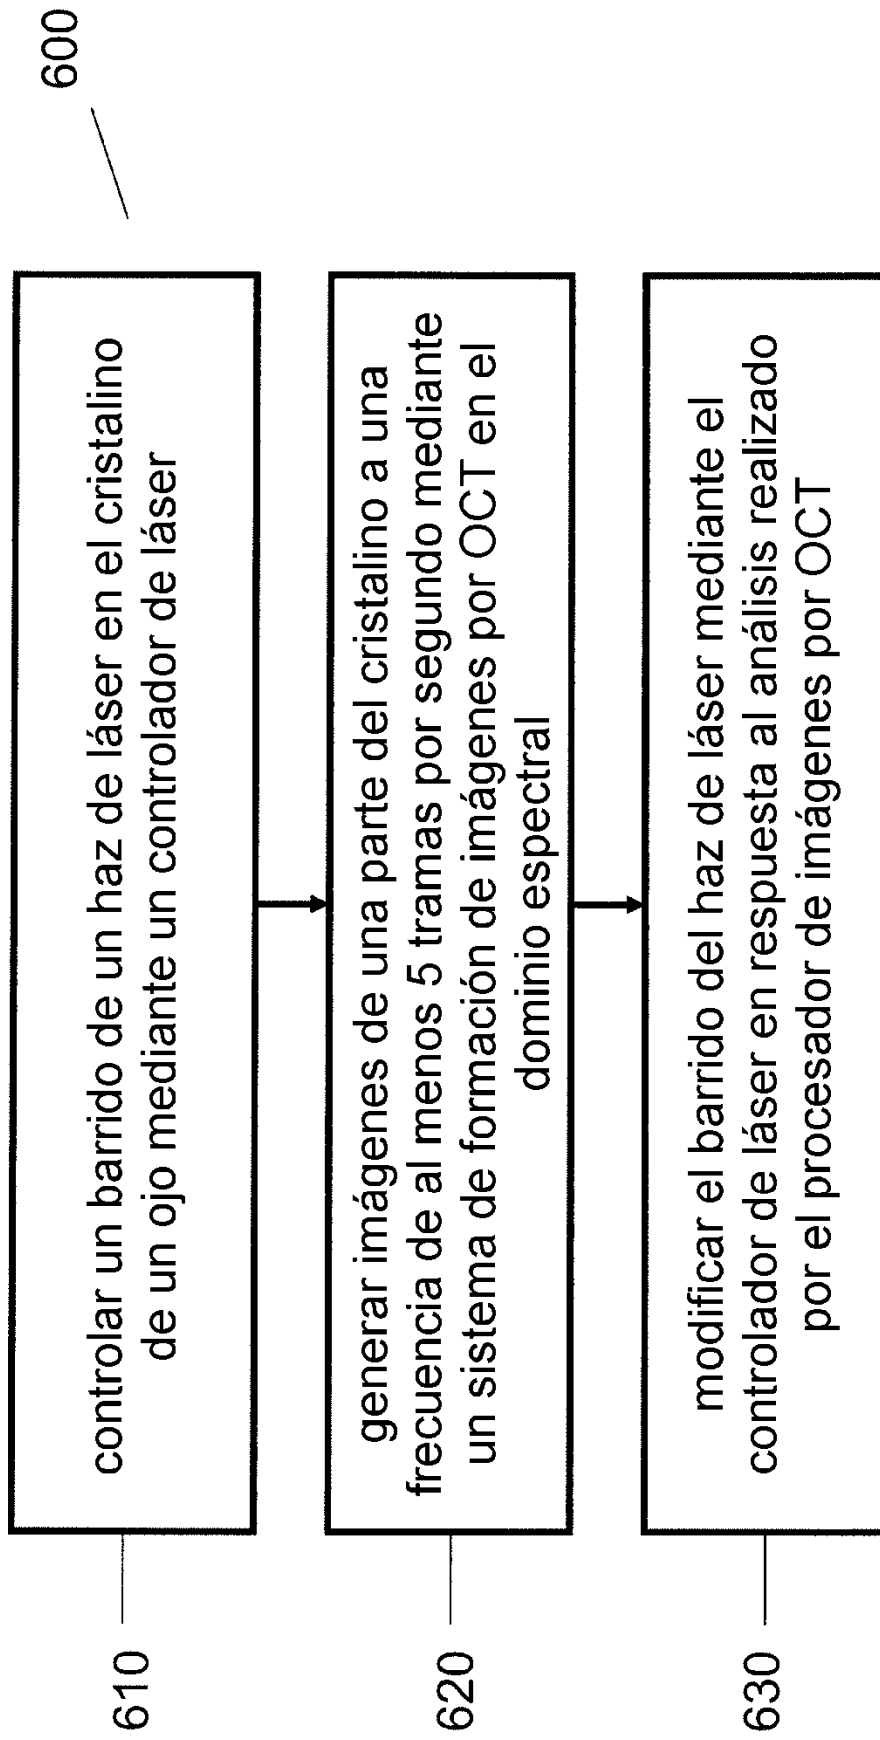 600
610
controlar un barrido de un haz de láser en el cristalino
de un ojo mediante un controlador de láser
620
generar imágenes de una parte del cristalino a una
frecuencia de al menos 5 tramas por segundo mediante
un sistema de formación de imágenes por OCT en el
dominio espectral
630
modificar el barrido del haz de láser mediante el
controlador de láser en respuesta al análisis realizado
por el procesador de imágenes por OCT